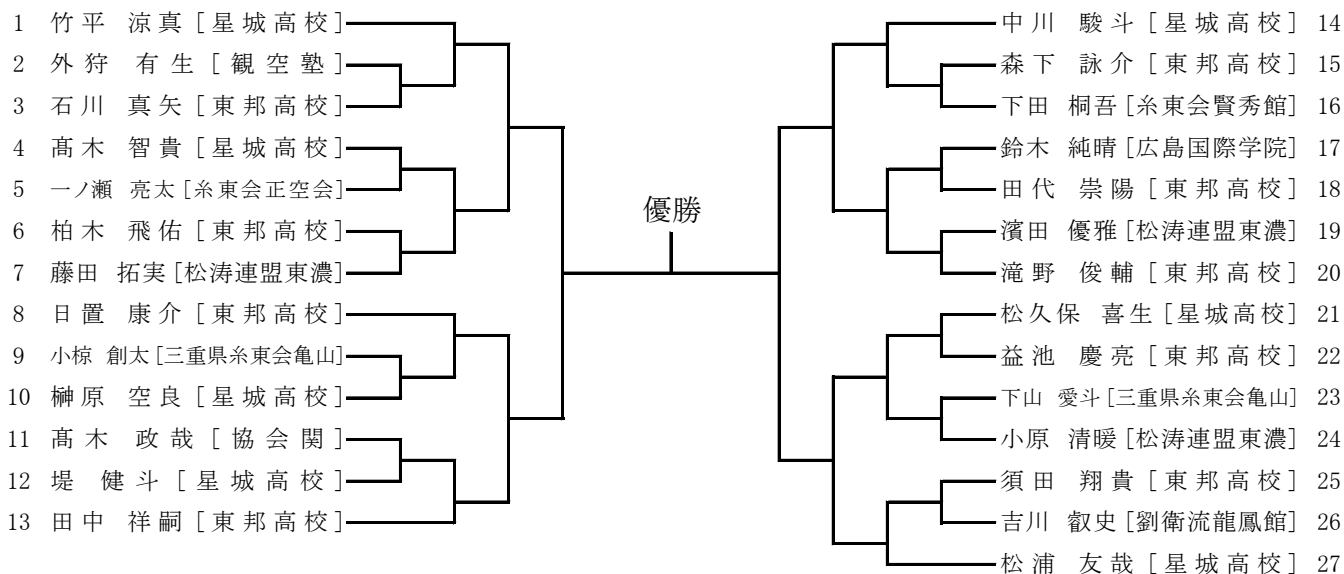 1 竹平 涼真 [星城高校]
2 外狩 有生 [観空塾]
3 石川 真矢 [東邦高校]
4 髙木 智貴 [星城高校]
5 一ノ瀬 亮太 [糸東会正空会]
6 柏木 飛佑 [東邦高校]
7 藤田 拓実 [松涛連盟東濃]
8 日置 康介 [東邦高校]
9 小椋 創太 [三重県糸東会亀山]
10 榊原 空良 [星城高校]
11 髙木 政哉 [協会関]
12 堤 健斗 [星城高校]
13 田中 祥嗣 [東邦高校]
優勝
中川 駿斗 [星城高校] 14
森下 詠介 [東邦高校] 15
下田 桐吾 [糸東会賢秀館] 16
鈴木 純晴 [広島国際学院] 17
田代 崇陽 [東邦高校] 18
濱田 優雅 [松涛連盟東濃] 19
滝野 俊輔 [東邦高校] 20
松久保 喜生 [星城高校] 21
益池 慶亮 [東邦高校] 22
下山 愛斗 [三重県糸東会亀山] 23
小原 清暖 [松涛連盟東濃] 24
須田 翔貴 [東邦高校] 25
吉川 叡史 [劉衛流龍鳳館] 26
松浦 友哉 [星城高校] 27